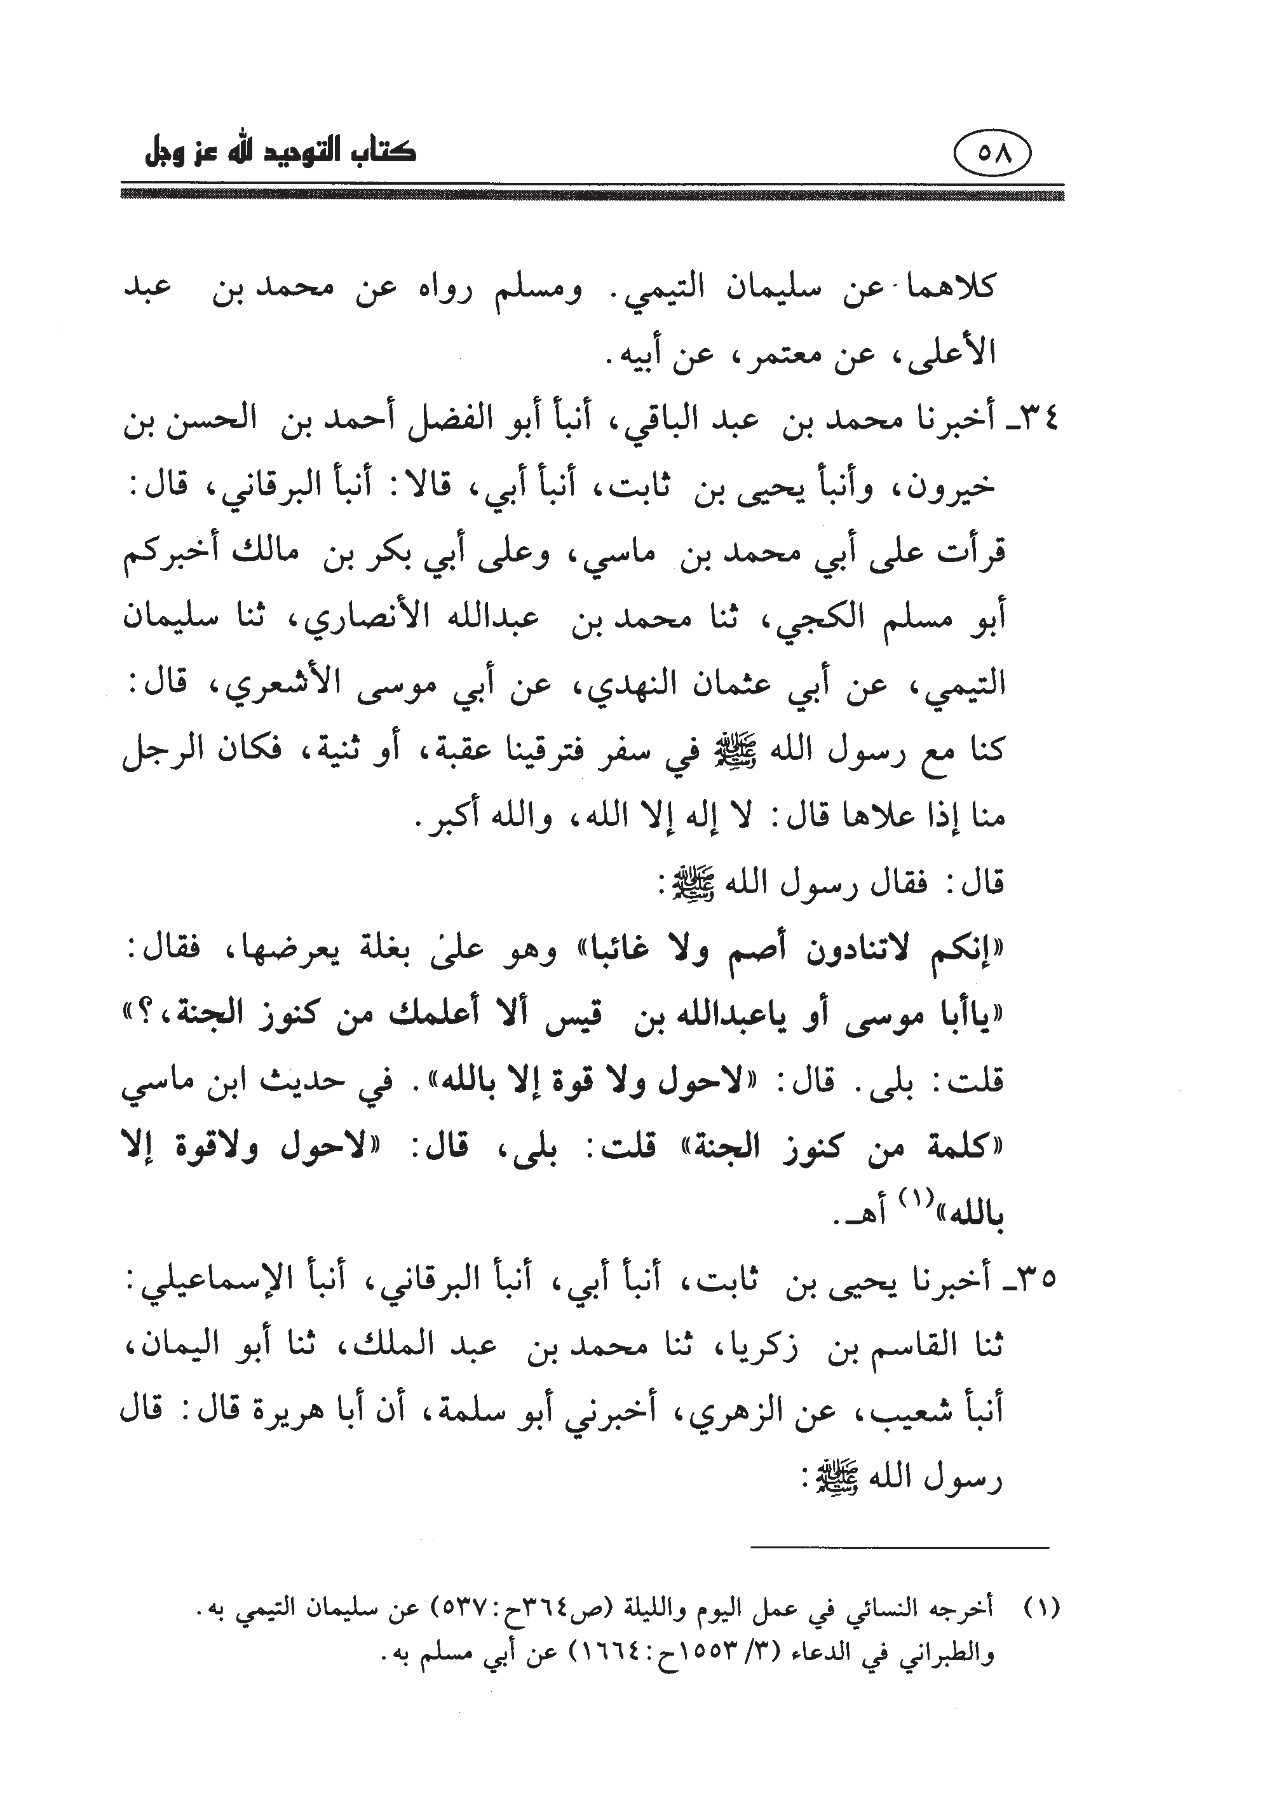 ٥٨
كتاب التوحيد لله عز وجل
كلاهما عن سليمان التيمي. ومسلم رواه عن محمد بن عبد
الأعلى، عن معتمر، عن أبيه.
٣٤ـ أخبرنا محمد بن عبد الباقي، أنبأ أبو الفضل أحمد بن الحسن بن
خيرون، وأنبأ يحيى بن ثابت، أنبأ أبي، قالا: أنبأ البرقاني، قال:
قرأت على أبي محمد بن ماسي، وعلى أبي بكر بن مالك أخبركم
أبو مسلم الكجي، ثنا محمد بن عبدالله الأنصاري، ثنا سليمان
التيمي، عن أبي عثمان النهدي، عن أبي موسى الأشعري، قال:
كنا مع رسول الله ﷺ في سفر فترقينا عقبة، أو ثنية، فكان الرجل
منا إذا علاها قال: لا إله إلا الله، والله أكبر.
قال: فقال رسول الله ﷺ:
«إنكم لاتنادون أصم ولا غائبا» وهو على بغلة يعرضها، فقال:
«ياأبا موسى أو ياعبدالله بن قيس ألا أعلمك من كنوز الجنة،؟»
قلت: بلى. قال: «لاحول ولا قوة إلا بالله». في حديث ابن ماسي
«كلمة من كنوز الجنة» قلت: بلى، قال: «لاحول ولاقوة إلا
بالله»(١) أهـ.
٣٥ـ أخبرنا يحيى بن ثابت، أنبأ أبي، أنبأ البرقاني، أنبأ الإسماعيلي:
ثنا القاسم بن زكريا، ثنا محمد بن عبد الملك، ثنا أبو اليمان،
أنبأ شعيب، عن الزهري، أخبرني أبو سلمة، أن أبا هريرة قال: قال
رسول الله ﷺ:
(١) أخرجه النسائي في عمل اليوم والليلة (ص٣٦٤ح:٥٣٧) عن سليمان التيمي به.
والطبراني في الدعاء (٣/ ١٥٥٣ح:١٦٦٤) عن أبي مسلم به.